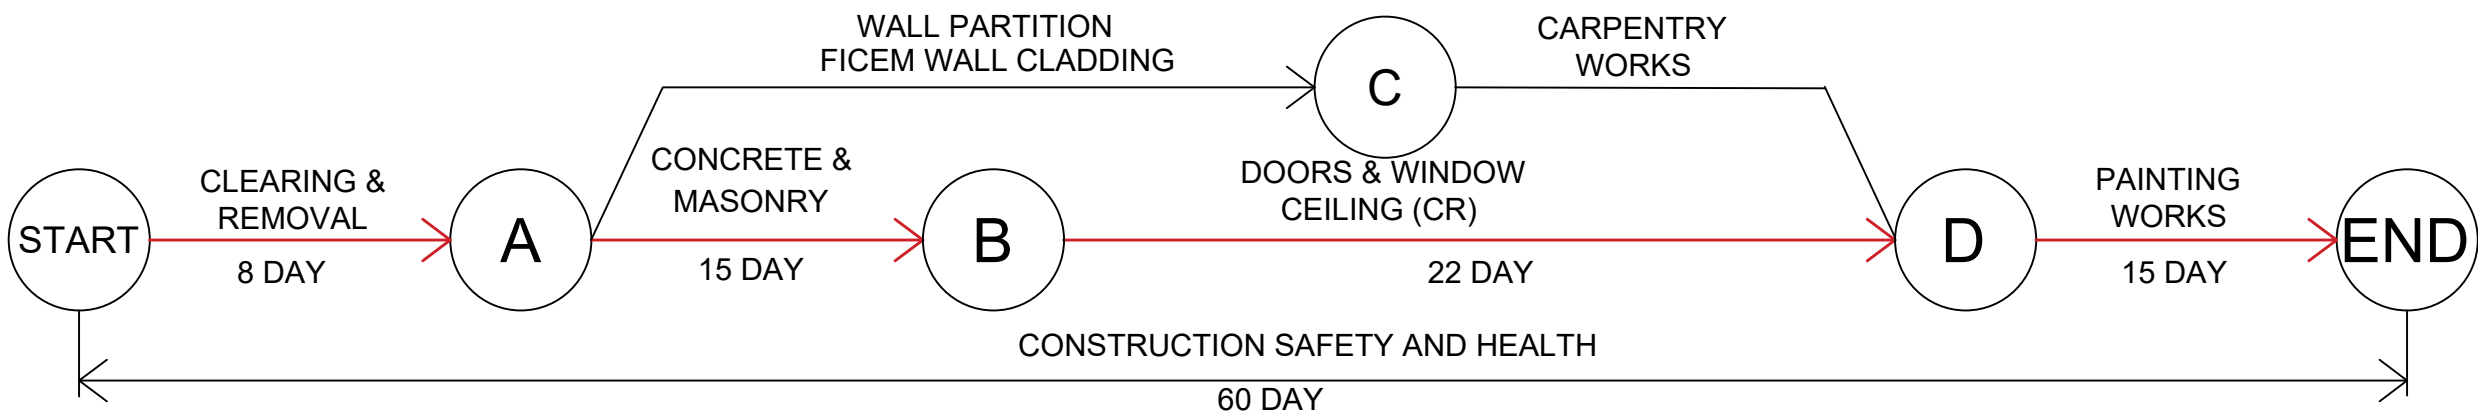 WALL PARTITION
FICEM WALL CLADDING
C
CARPENTRY
WORKS
START
CLEARING &
REMOVAL
8 DAY
A
CONCRETE &
MASONRY
15 DAY
B
DOORS & WINDOW
CEILING (CR)
22 DAY
D
PAINTING
WORKS
15 DAY
END
CONSTRUCTION SAFETY AND HEALTH
60 DAY